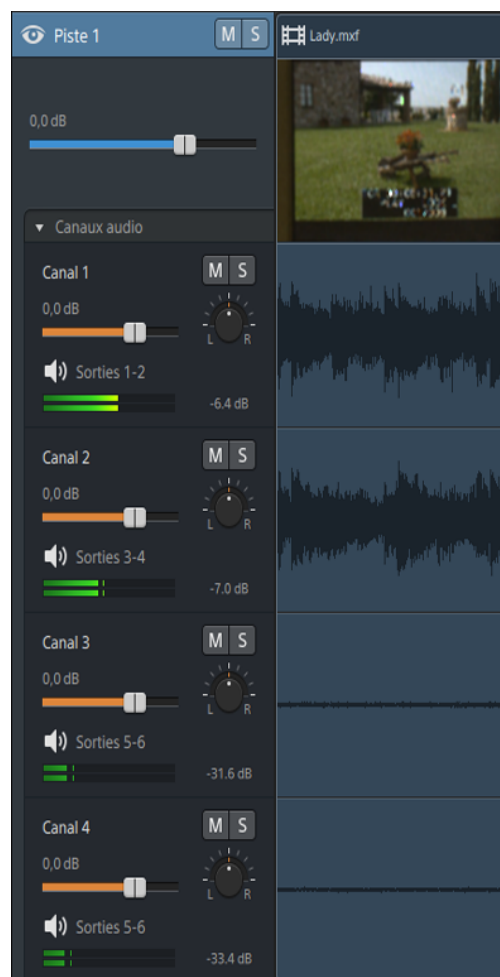 Piste 1
M S
Lady.mxf
0,0 dB
Canaux audio
Canal 1
M S
0,0 dB
L R
Sorties 1-2
-6.4 dB
Canal 2
M S
0,0 dB
L R
Sorties 3-4
-7.0 dB
Canal 3
M S
0,0 dB
L R
Sorties 5-6
-31.6 dB
Canal 4
M S
0,0 dB
L R
Sorties 5-6
-33.4 dB